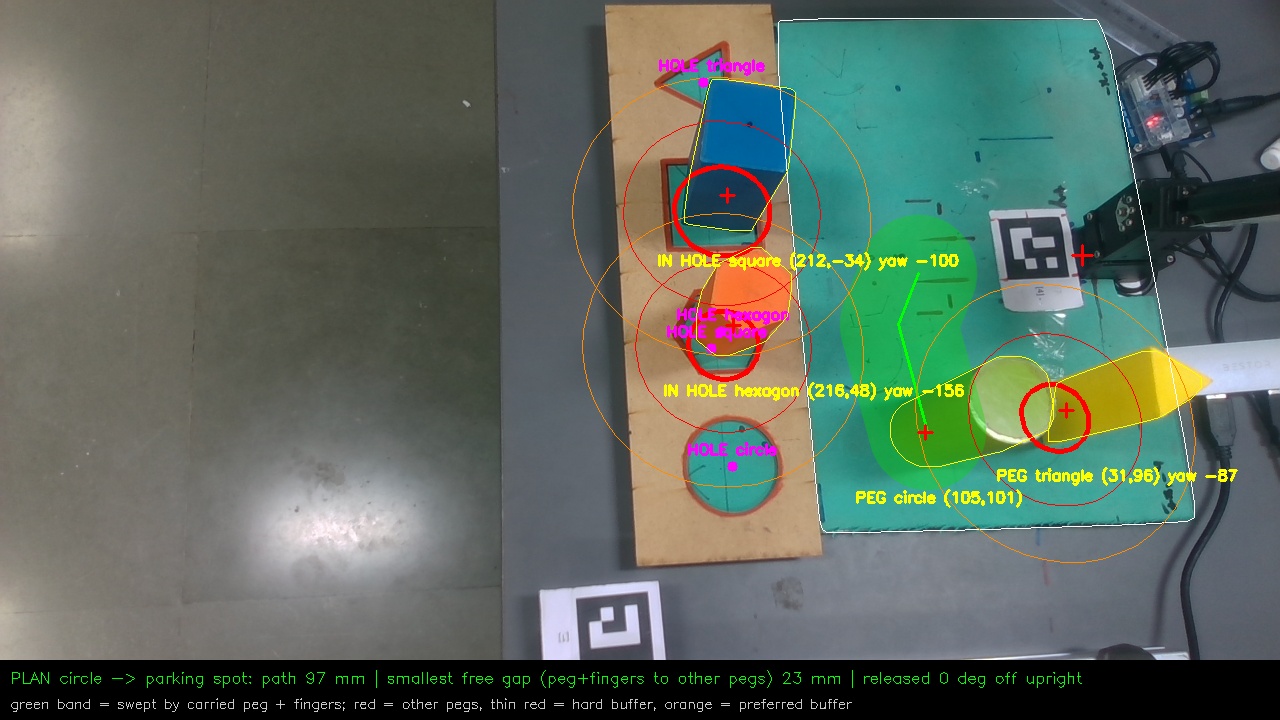 HOLE triangle
IN HOLE square (212,-34) yaw -100
HOLE hexagon
HOLE square
IN HOLE hexagon (216,48) yaw -156
HOLE circle
PEG triangle (31,96) yaw -87
PEG circle (105,101)
PLAN circle -> parking spot: path 97 mm | smallest free gap (peg+fingers to other pegs) 23 mm | released 0 deg off upright
green band = swept by carried peg + fingers; red = other pegs, thin red = hard buffer, orange = preferred buffer